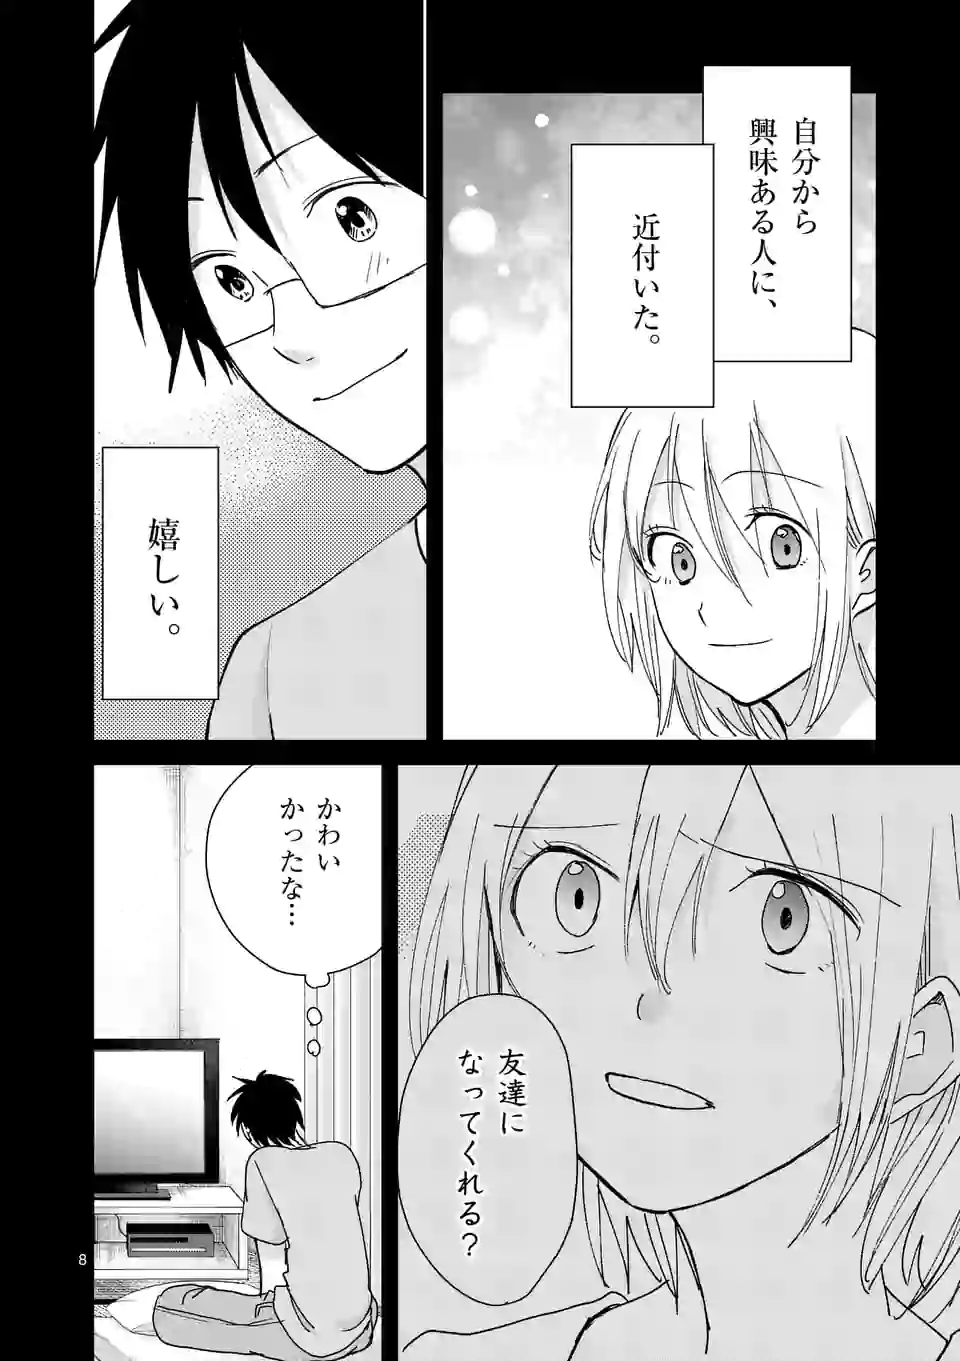 自分から
興味ある人に、
近付いた。
嬉しい。
友達に
なってくれる?
かわい
かったな…
8